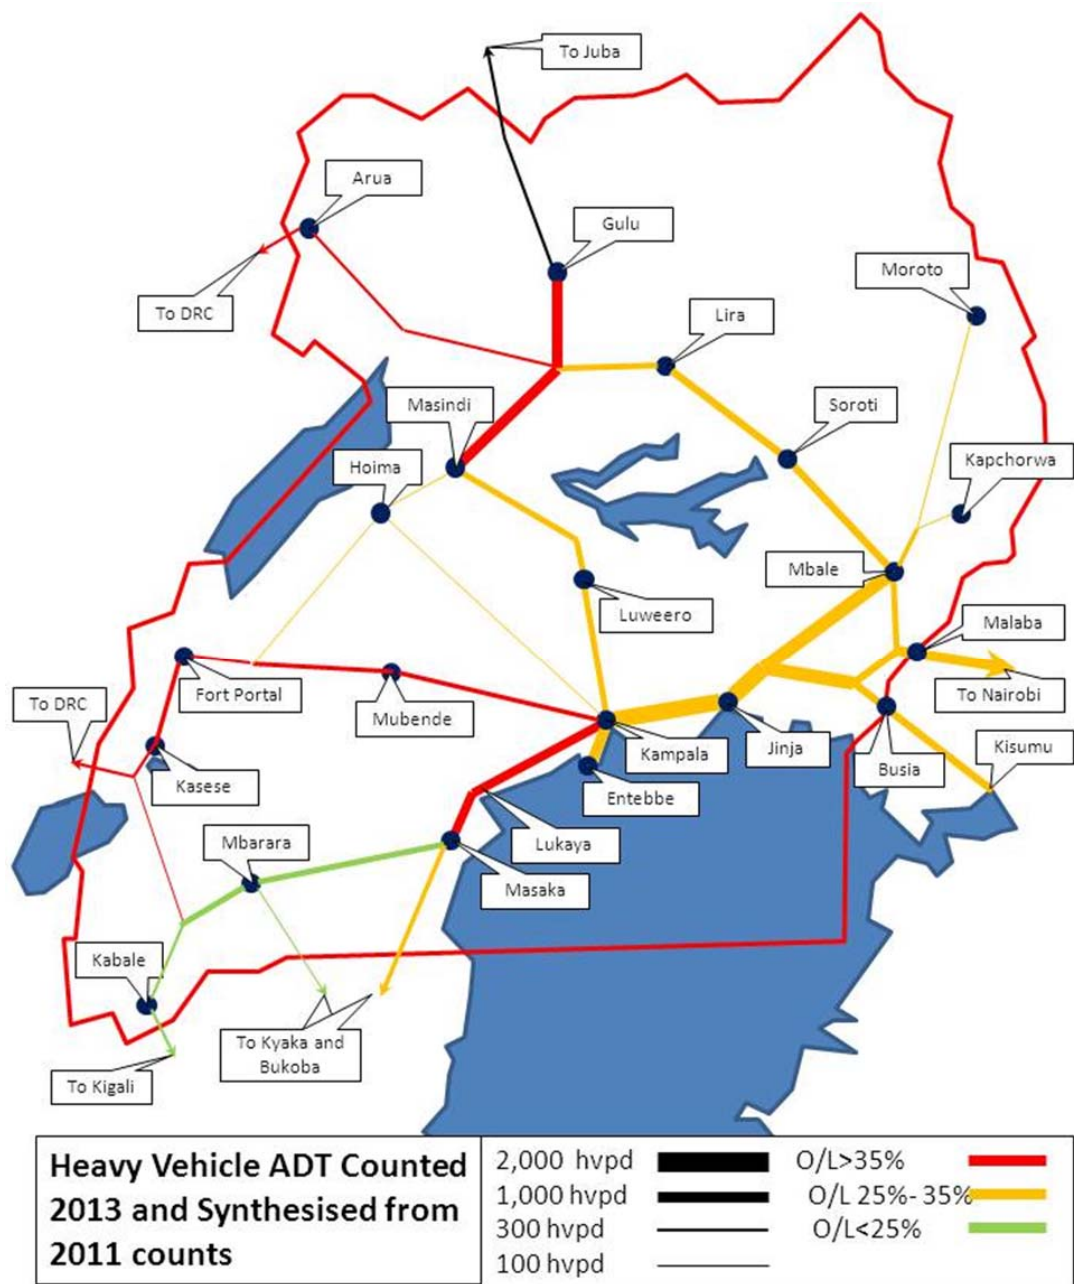 To Juba
Arua
Gulu
Moroto
To DRC
Lira
Masindi
Soroti
Hoima
Kapchorwa
Mbale
Luweero
Malaba
Fort Portal
To Nairobi
To DRC
Mubende
Kampala
Jinja
Kisumu
Kasese
Busia
Entebbe
Mbarara
Lukaya
Masaka
Kabale
To Kyaka and
Bukoba
To Kigali
Heavy Vehicle ADT Counted
2013 and Synthesised from
2011 counts
2,000 hvpd
1,000 hvpd
300 hvpd
100 hvpd
O/L>35%
O/L 25%- 35%
O/L<25%